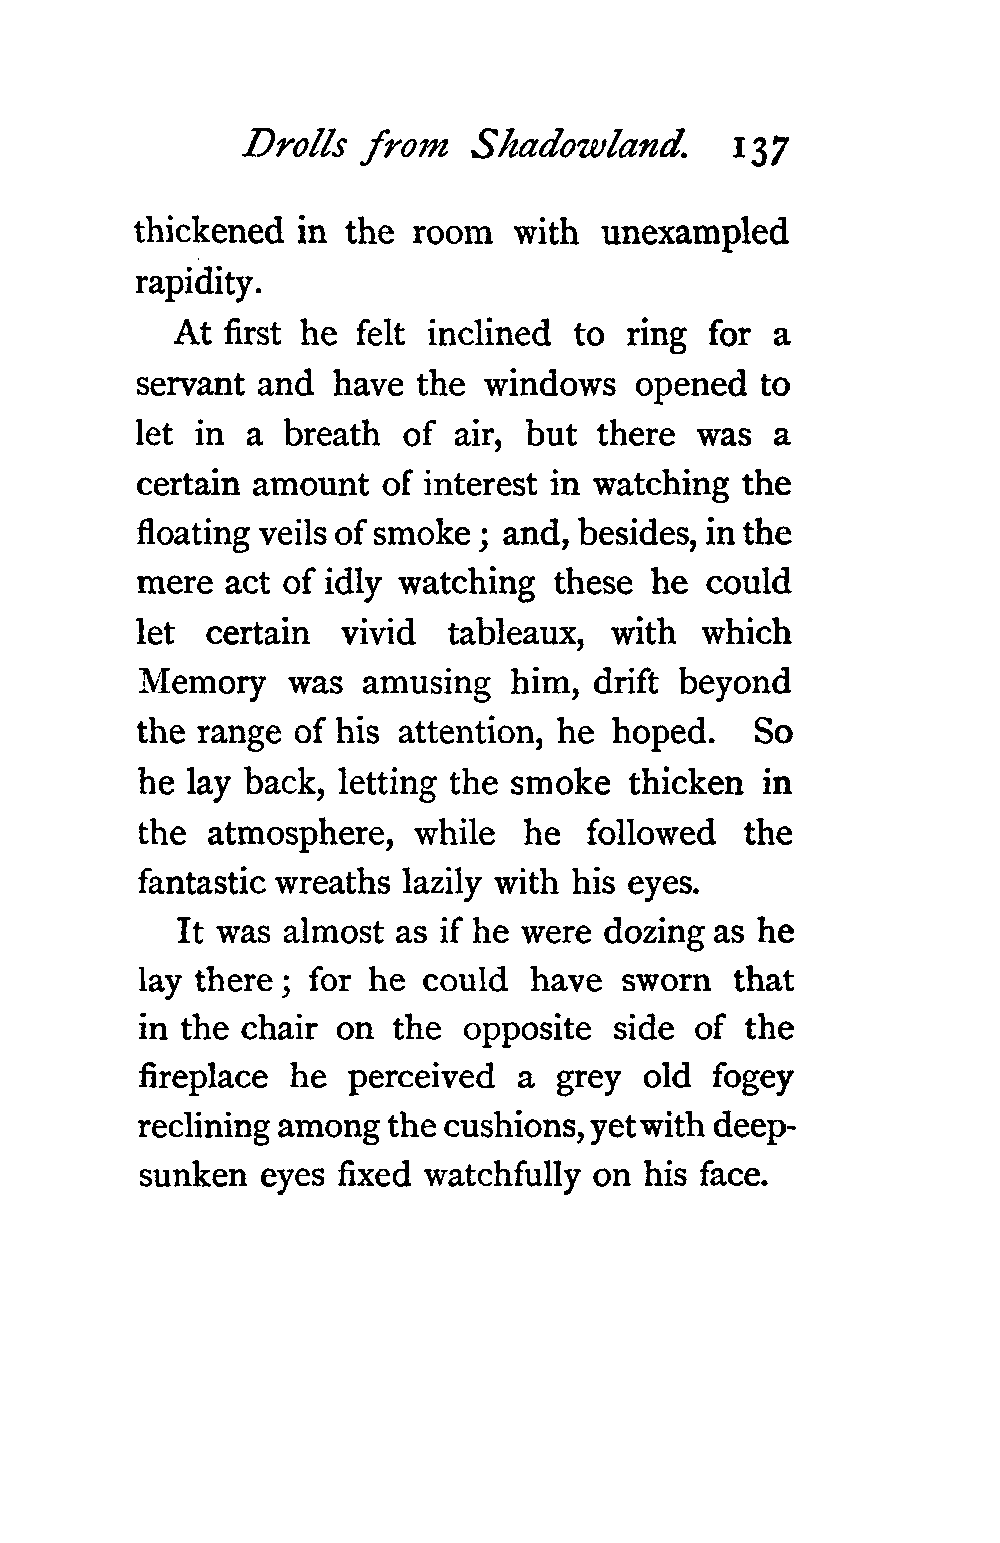 Drolls from Shadowland. 137
thickened in the room with unexampled
rapidity.
At first he felt inclined to ring for a
servant and have the windows opened to
let in a breath of air, but there was a
certain amount of interest in watching the
floating veils of smoke ; and, besides, in the
mere act of idly watching these he could
let certain vivid tableaux, with which
Memory was amusing him, drift beyond
the range of his attention, he hoped. So
he lay back, letting the smoke thicken in
the atmosphere, while he followed the
fantastic wreaths lazily with his eyes.
It was almost as if he were dozing as he
lay there ; for he could have sworn that
in the chair on the opposite side of the
fireplace he perceived a grey old fogey
reclining among the cushions, yet with deep-
sunken eyes fixed watchfully on his face.